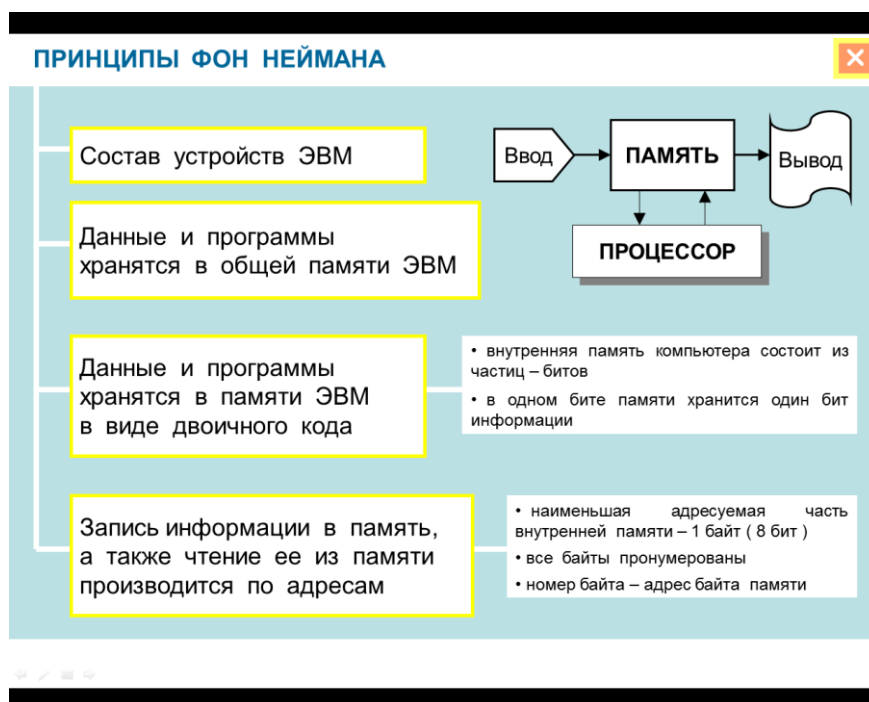 ПРИНЦИПЫ ФОН НЕЙМАНА
Состав устройств ЭВМ
Ввод
ПАМЯТЬ
Вывод
ПРОЦЕССОР
Данные и программы
хранятся в общей памяти ЭВМ
Данные и программы
хранятся в памяти ЭВМ
в виде двоичного кода
• внутренняя память компьютера состоит из
частиц – битов
• в одном бите памяти хранится один бит
информации
Запись информации в память,
а также чтение ее из памяти
производится по адресам
• наименьшая адресуемая часть
внутренней памяти – 1 байт ( 8 бит )
• все байты пронумерованы
• номер байта – адрес байта памяти